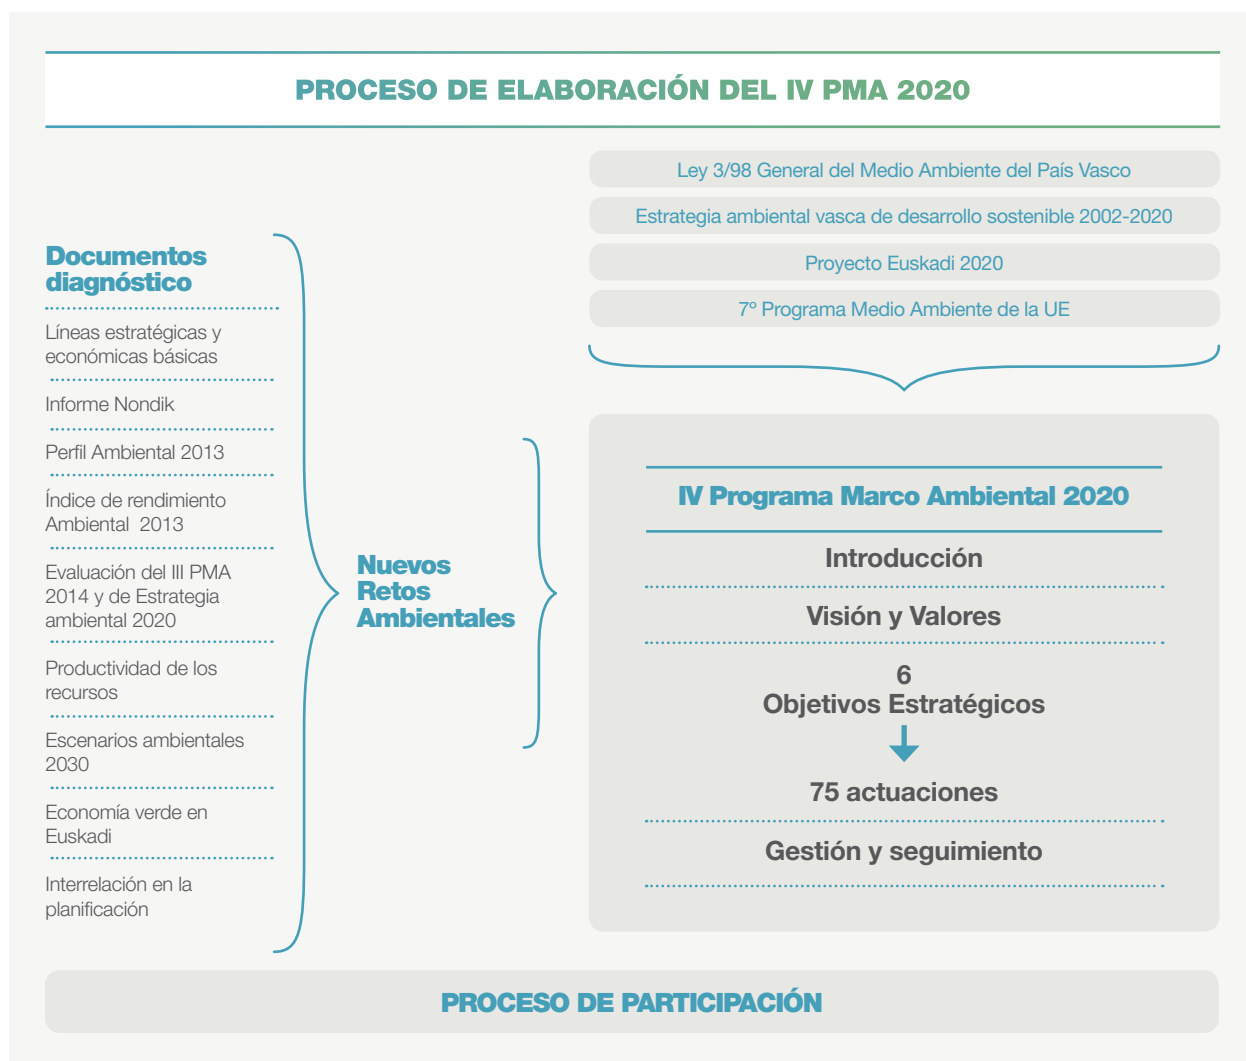 PROCESO DE ELABORACIÓN DEL IV PMA 2020
Ley 3/98 General del Medio Ambiente del País Vasco
Estrategia ambiental vasca de desarrollo sostenible 2002-2020
Proyecto Euskadi 2020
7º Programa Medio Ambiente de la UE
Documentos
diagnóstico
Líneas estratégicas y
económicas básicas
Informe Nondik
Perfil Ambiental 2013
Índice de rendimiento
Ambiental 2013
Evaluación del III PMA
2014 y de Estrategia
ambiental 2020
Productividad de los
recursos
Escenarios ambientales
2030
Economía verde en
Euskadi
Interrelación en la
planificación
Nuevos
Retos
Ambientales
IV Programa Marco Ambiental 2020
Introducción
Visión y Valores
6
Objetivos Estratégicos
75 actuaciones
Gestión y seguimiento
PROCESO DE PARTICIPACIÓN